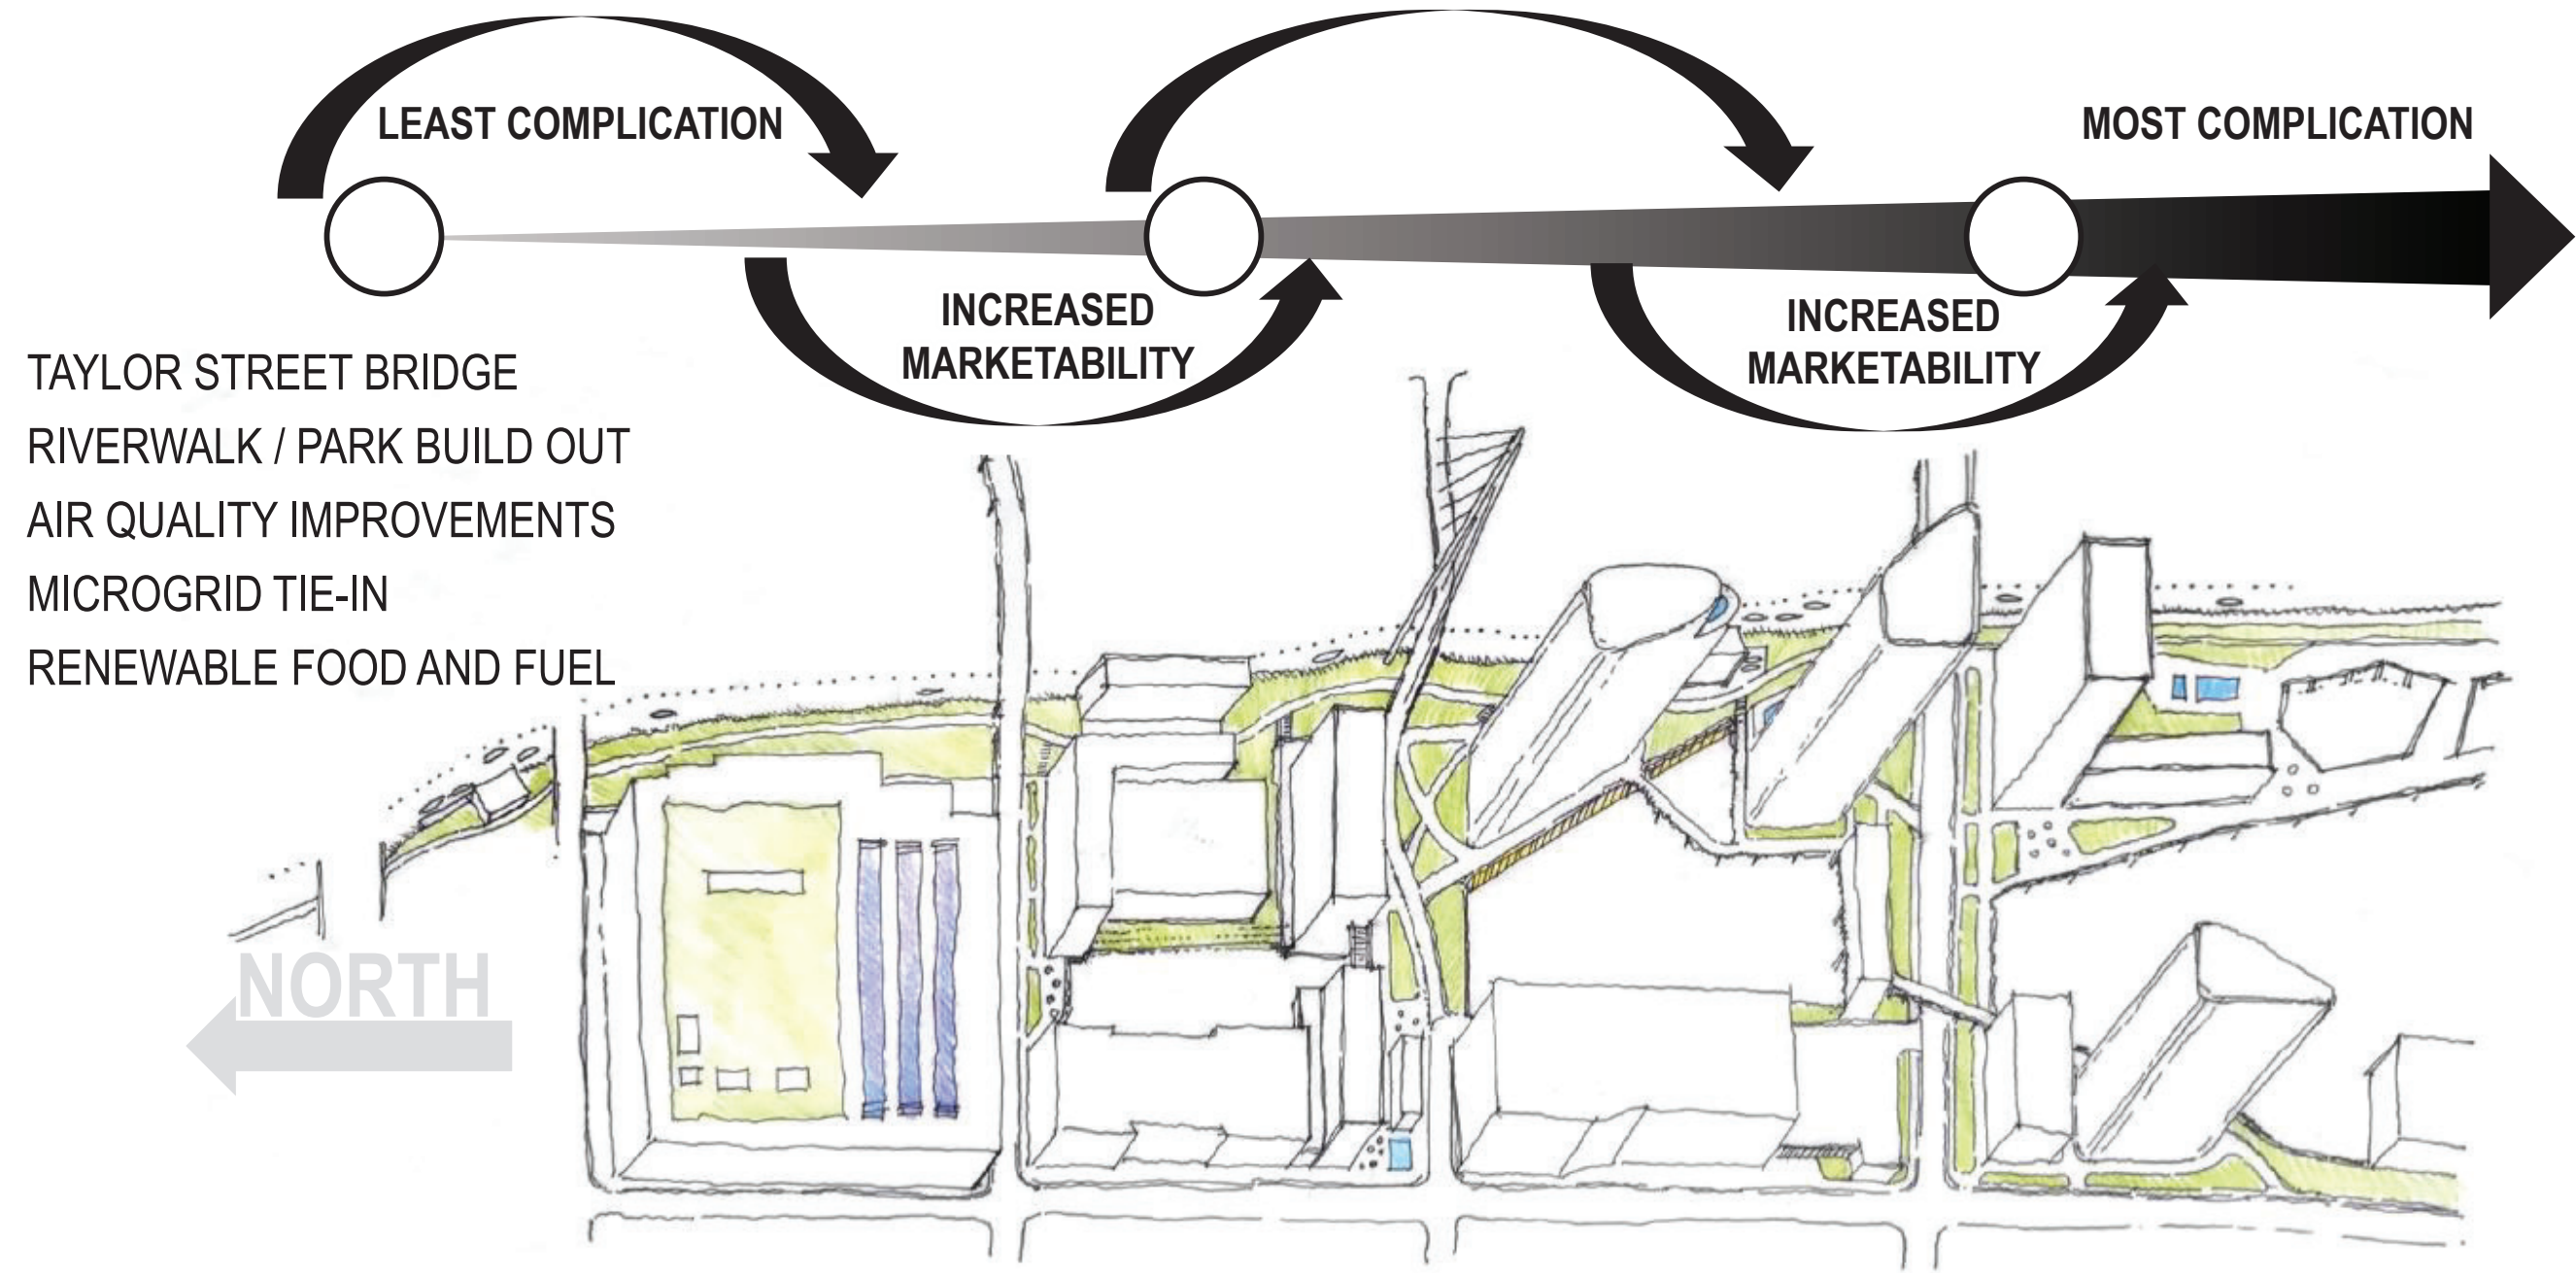 LEAST COMPLICATION
MOST COMPLICATION
INCREASED
MARKETABILITY
INCREASED
MARKETABILITY
TAYLOR STREET BRIDGE
RIVERWALK / PARK BUILD OUT
AIR QUALITY IMPROVEMENTS
MICROGRID TIE-IN
RENEWABLE FOOD AND FUEL
NORTH